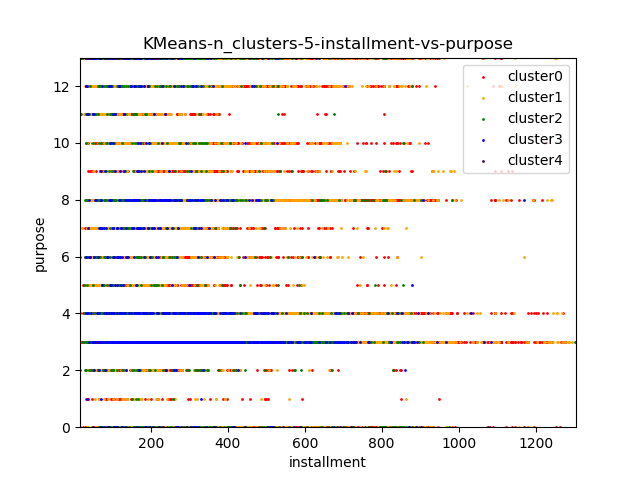 KMeans-n_clusters-5-installment-vs-purpose
cluster0
cluster1
cluster2
cluster3
cluster4
12
10
8
6
4
2
0
purpose
200 400 600 800 1000 1200
installment